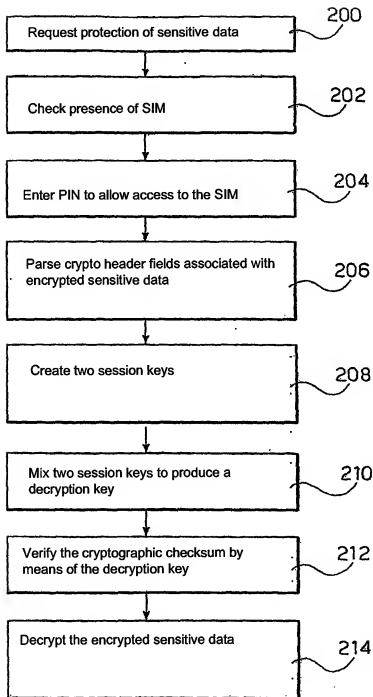 200
Request protection of sensitive data
202
Check presence of SIM
204
Enter PIN to allow access to the SIM
Parse crypto header fields associated with
encrypted sensitive data
206
Create two session keys
208
Mix two session keys to produce a
decryption key
210
Verify the cryptographic checksum by
means of the decryption key
212
Decrypt the encrypted sensitive data
214